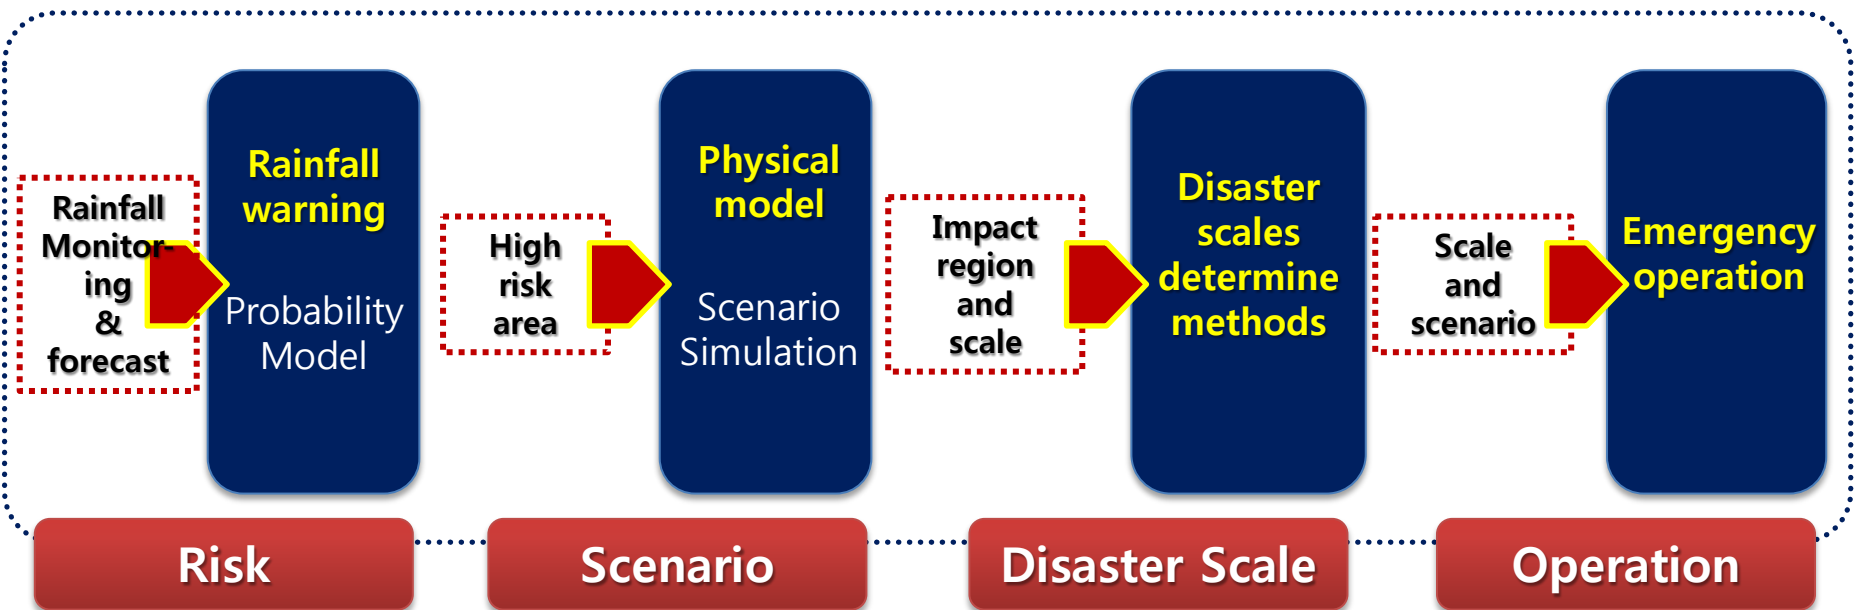 Rainfall
Monitor-
ing
&
forecast
Rainfall
warning
Probability
Model
High
risk
area
Physical
model
Scenario
Simulation
Impact
region
and
scale
Disaster
scales
determine
methods
Scale
and
scenario
Emergency
operation
Risk
Scenario
Disaster Scale
Operation